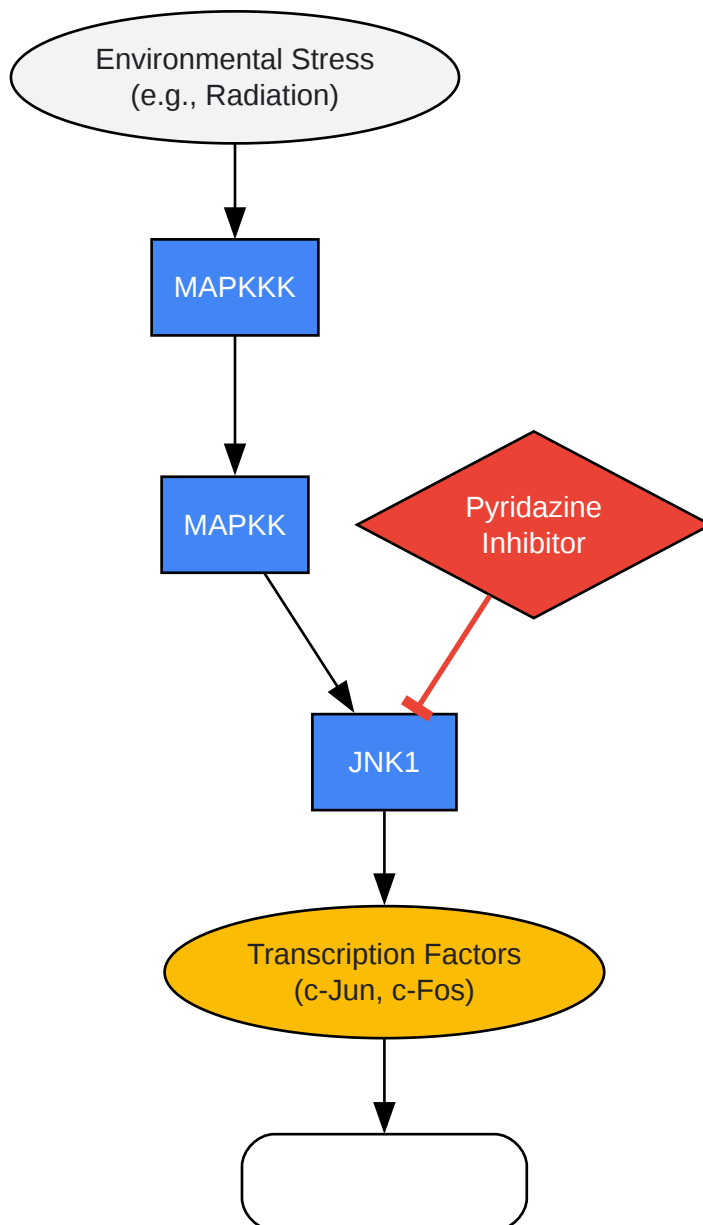 Environmental Stress
(e.g., Radiation)
MAPKKK
MAPKK
Pyridazine
Inhibitor
JNK1
Transcription Factors
(c-Jun, c-Fos)